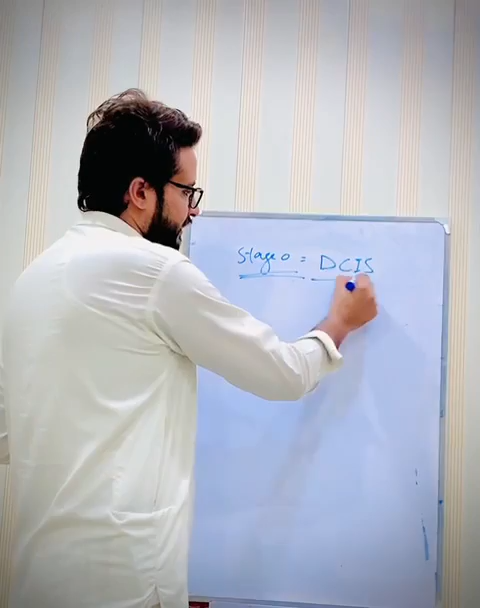 Stage 0 = DCIS